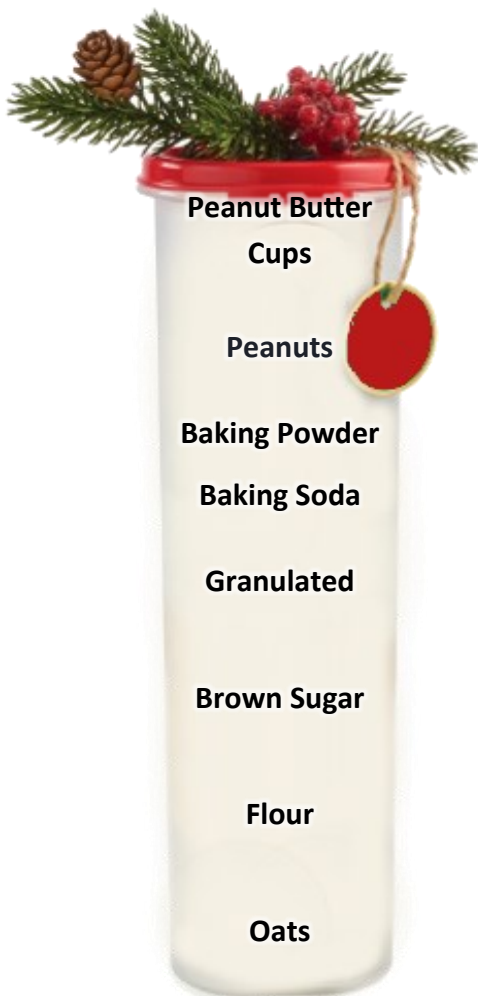 Peanut Butter
Cups
Peanuts
Baking Powder
Baking Soda
Granulated
Brown Sugar
Flour
Oats